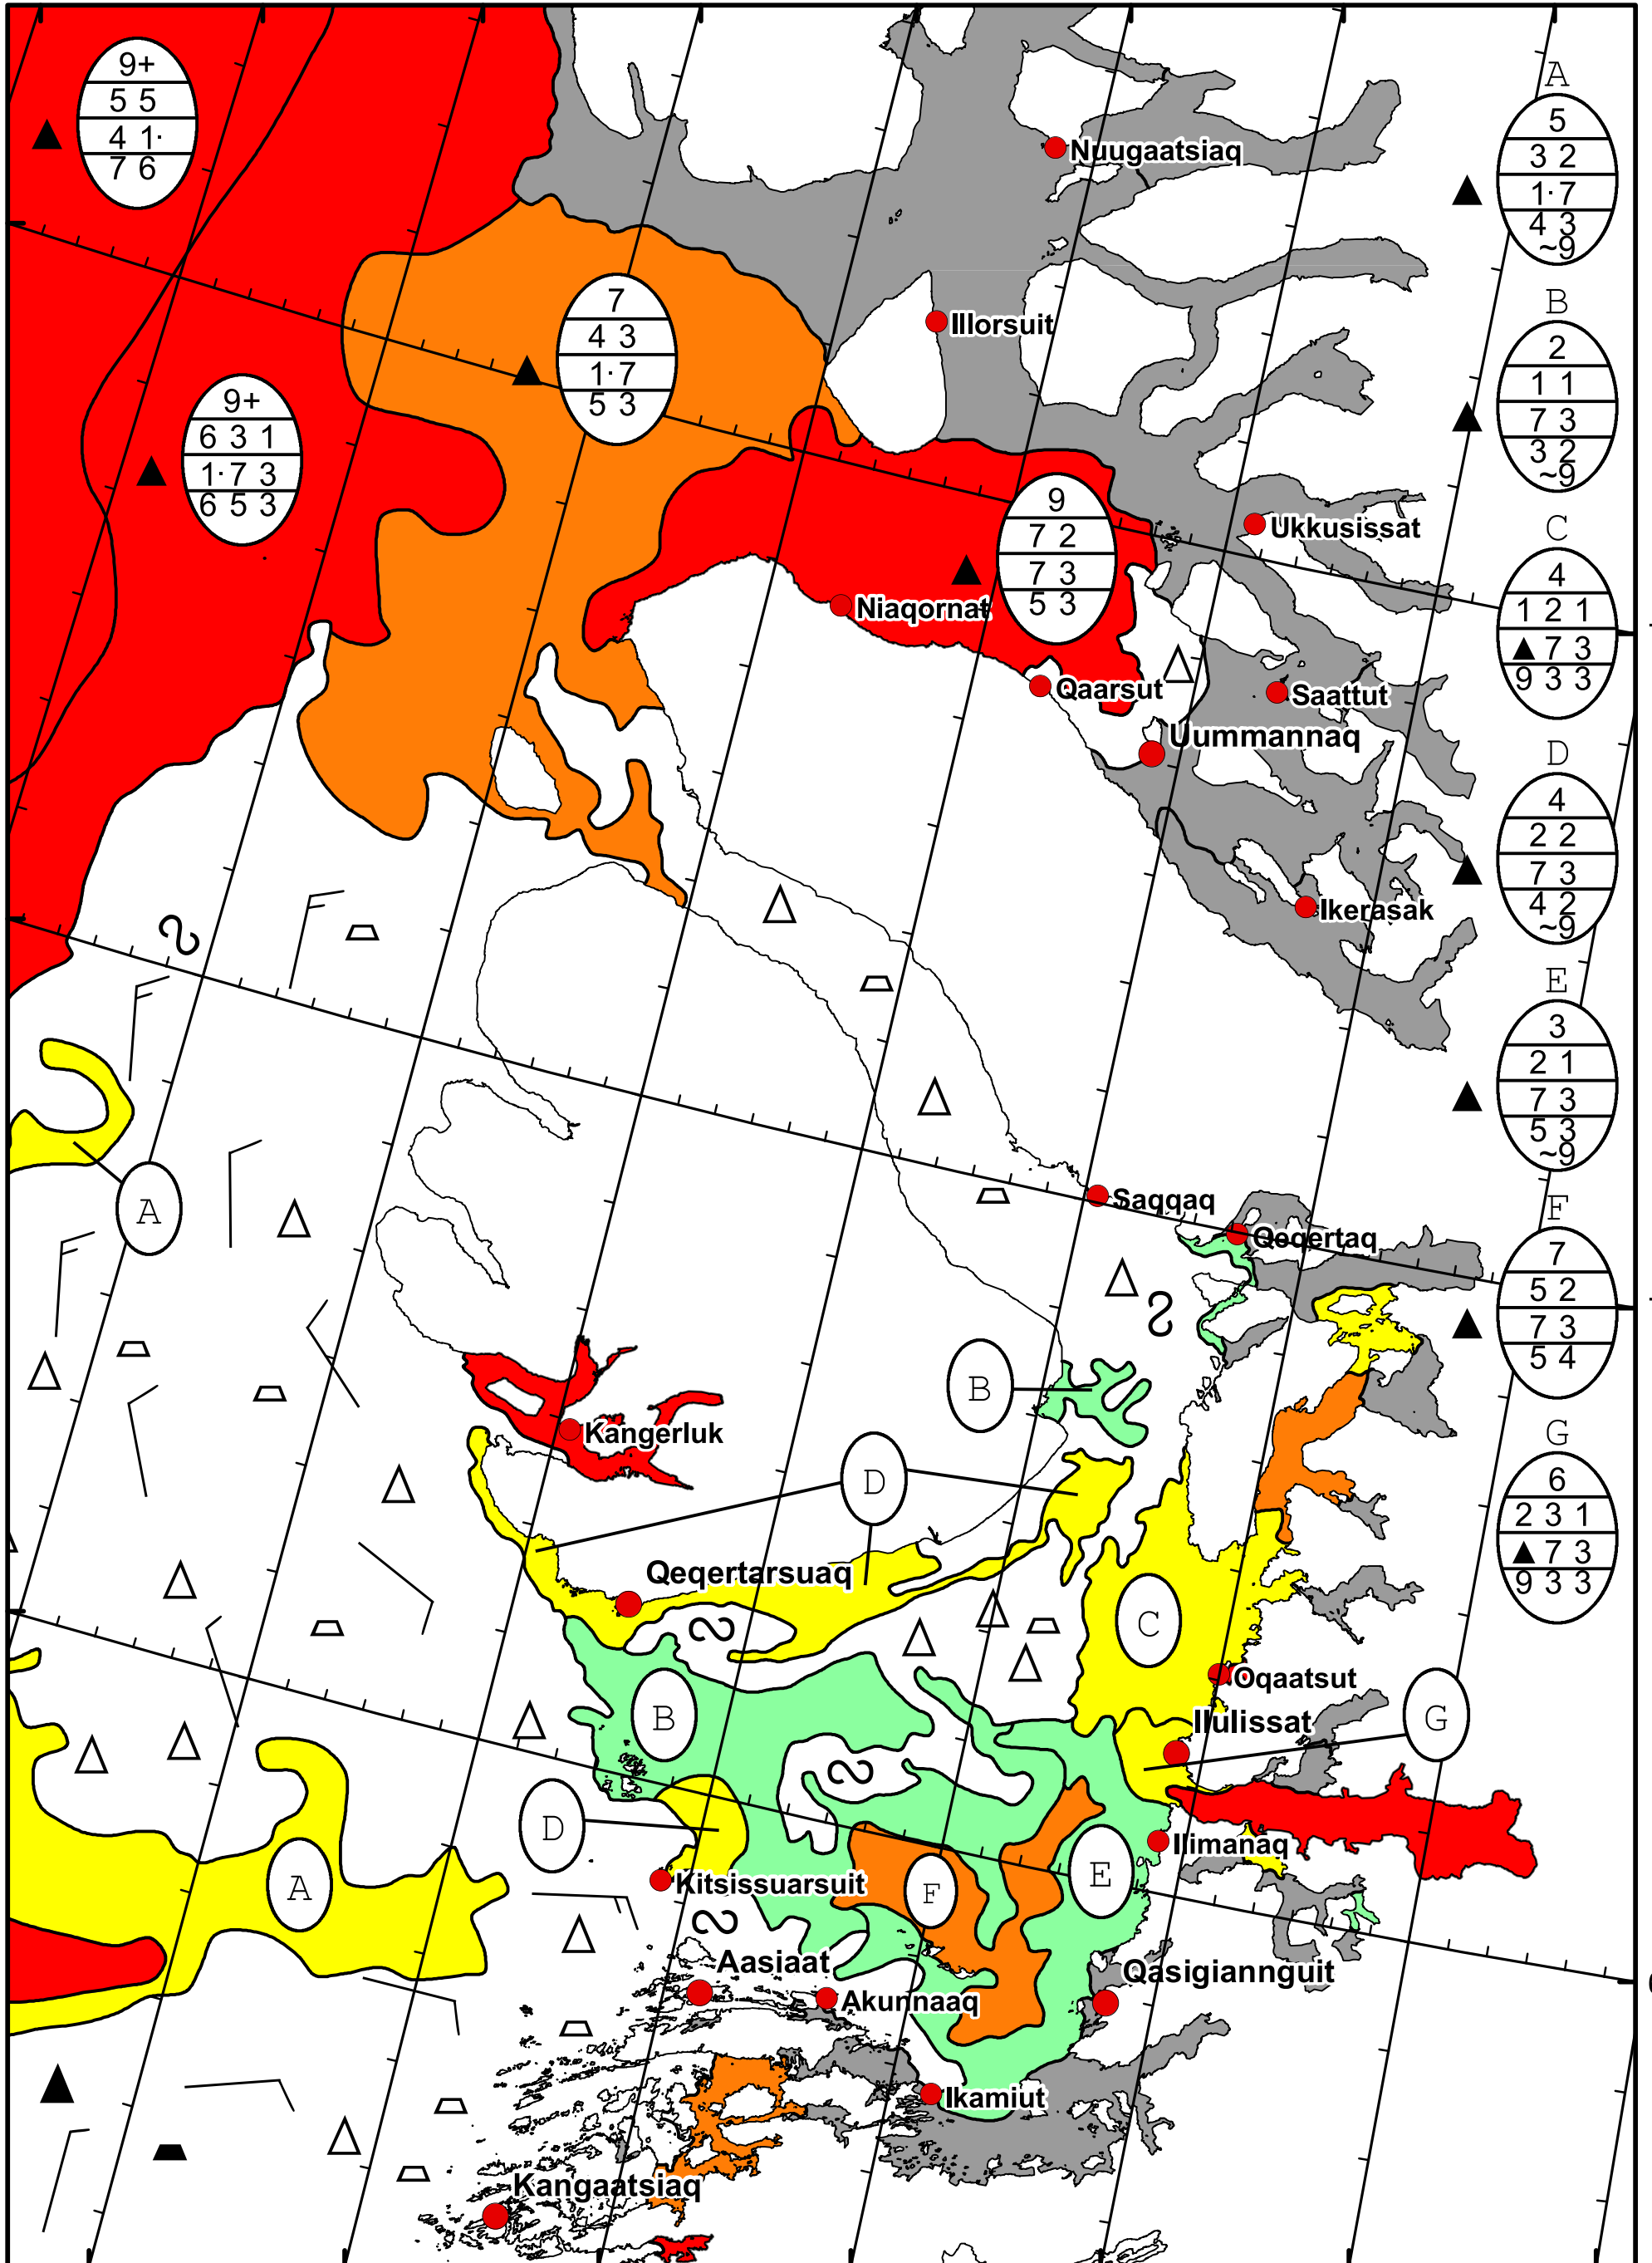 9+
5 5
4 1·
7 6
9+
6 3 1
1·7 3
6 5 3
7
4 3
1·7
5 3
9
7 2
7 3
5 3
Nuugaatsiaq
Illorsuit
Ukkusissat
Niaqornat
Qaarsut
Saattut
Uummannaq
Ikerasak
Saqqaq
Qeqertaq
A
B
Kangerluk
D
Qeqertarsuaq
C
Oqaatsut
G
Ilulissat
B
D
Ilimanaq
E
F
Kitsissuarsuit
A
Aasiaat
Akunnaaq
Qasigiannguit
Ikamiut
Kangaatsiaq
A
5
3 2
1·7
4 3
~9
B
2
1 1
7 3
3 2
~9
C
4
1 2 1
▲ 7 3
9 3 3
D
4
2 2
7 3
4 2
~9
E
3
2 1
7 3
5 3
~9
F
7
5 2
7 3
5 4
G
6
2 3 1
▲ 7 3
9 3 3